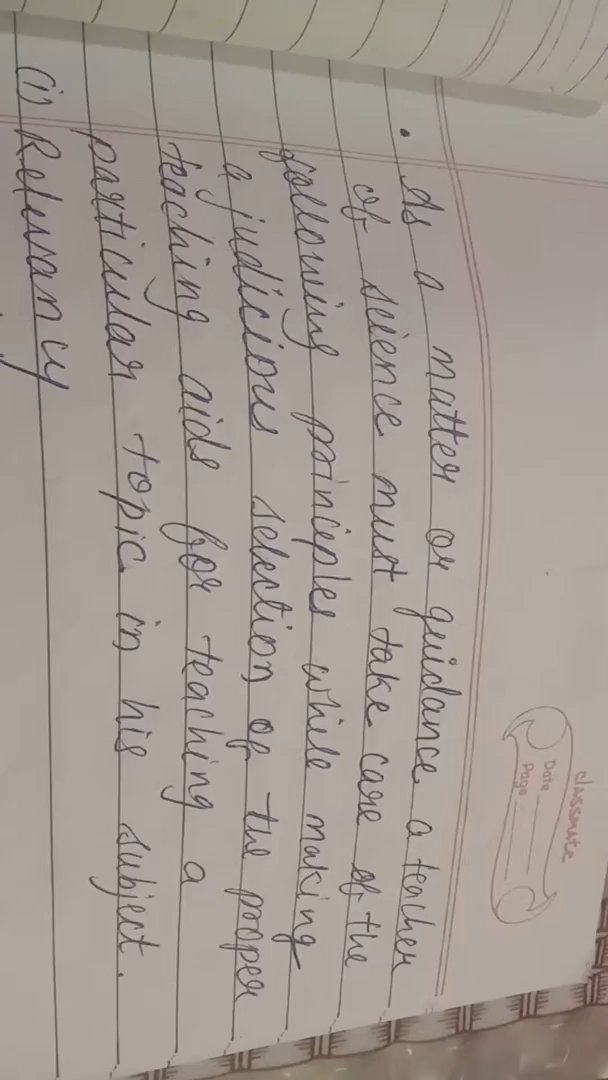 classmate
Date
Page
• As a matter or guidance a teacher
of science must take care of the
following principles while making
a judicious selection of the proper
teaching aids for teaching a
particular topic in his subject.
(i) Relevancy